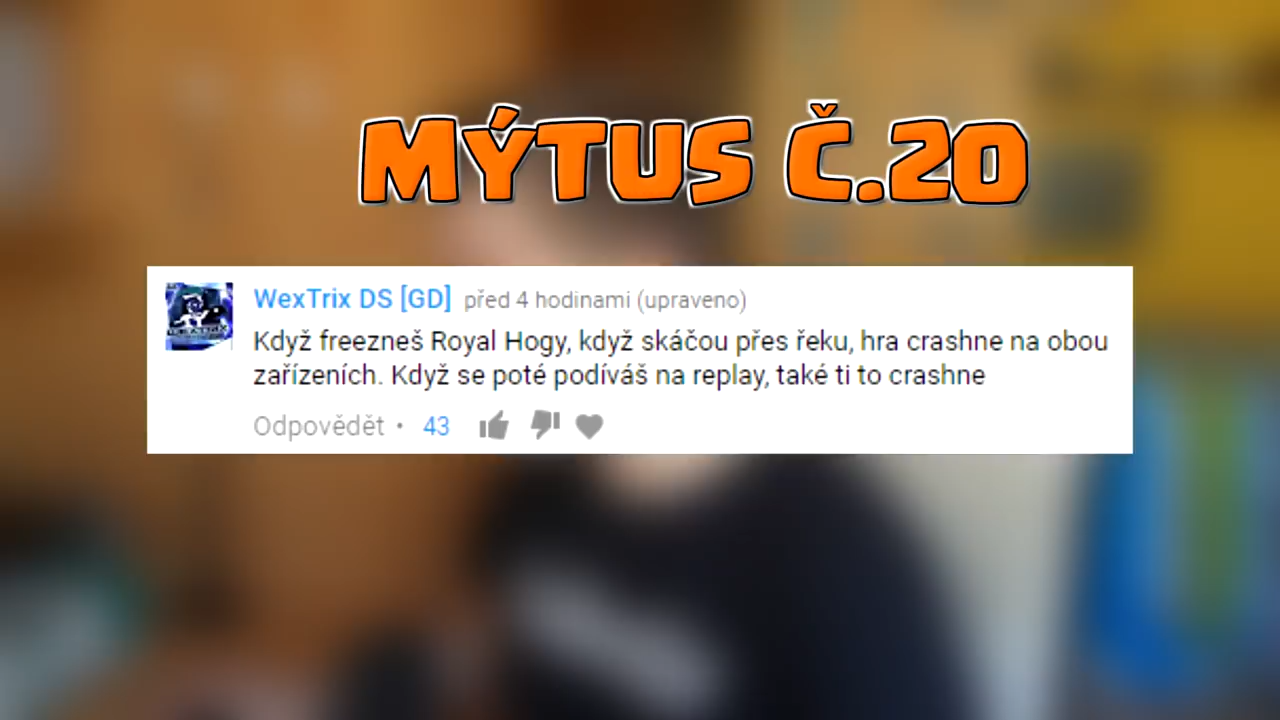 MÝTUS Č.20
WexTrix DS [GD] před 4 hodinami (upraveno)
Když freezneš Royal Hogy, když skáčou přes řeku, hra crashne na obou
zařízeních. Když se poté podíváš na replay, také ti to crashne
Odpovědět • 43